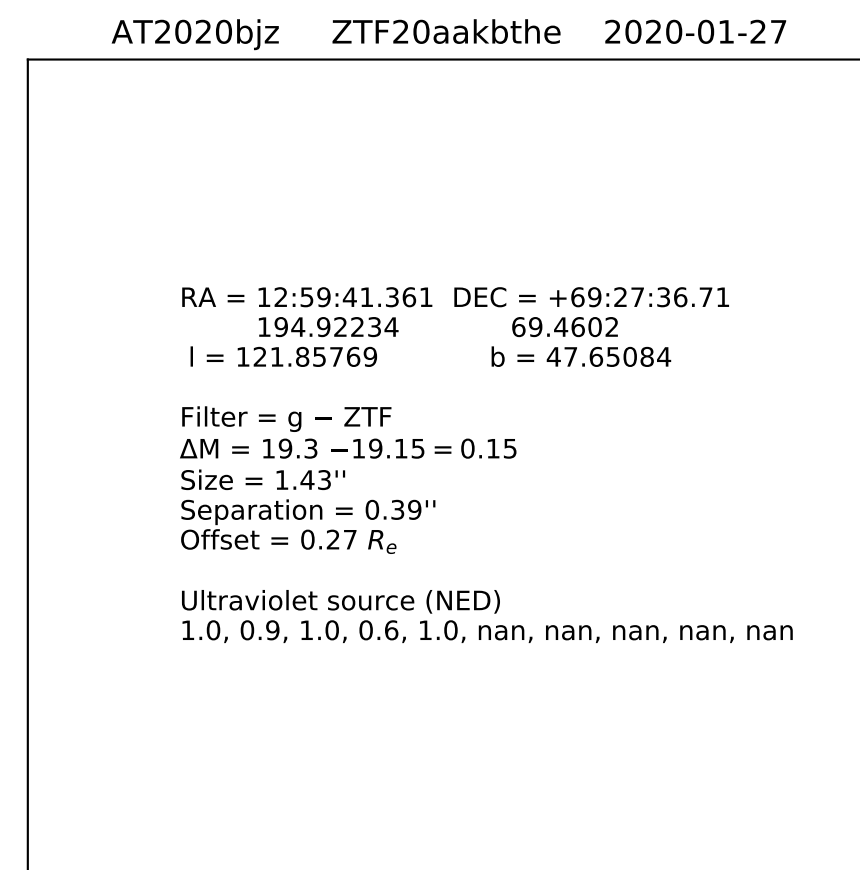 AT2020bjz ZTF20aakbthe 2020-01-27
RA = 12:59:41.361 DEC = +69:27:36.71
194.92234 69.4602
l = 121.85769 b = 47.65084
Filter = g − ZTF
ΔM = 19.3 −19.15 = 0.15
Size = 1.43''
Separation = 0.39''
Offset = 0.27 Re
Ultraviolet source (NED)
1.0, 0.9, 1.0, 0.6, 1.0, nan, nan, nan, nan, nan